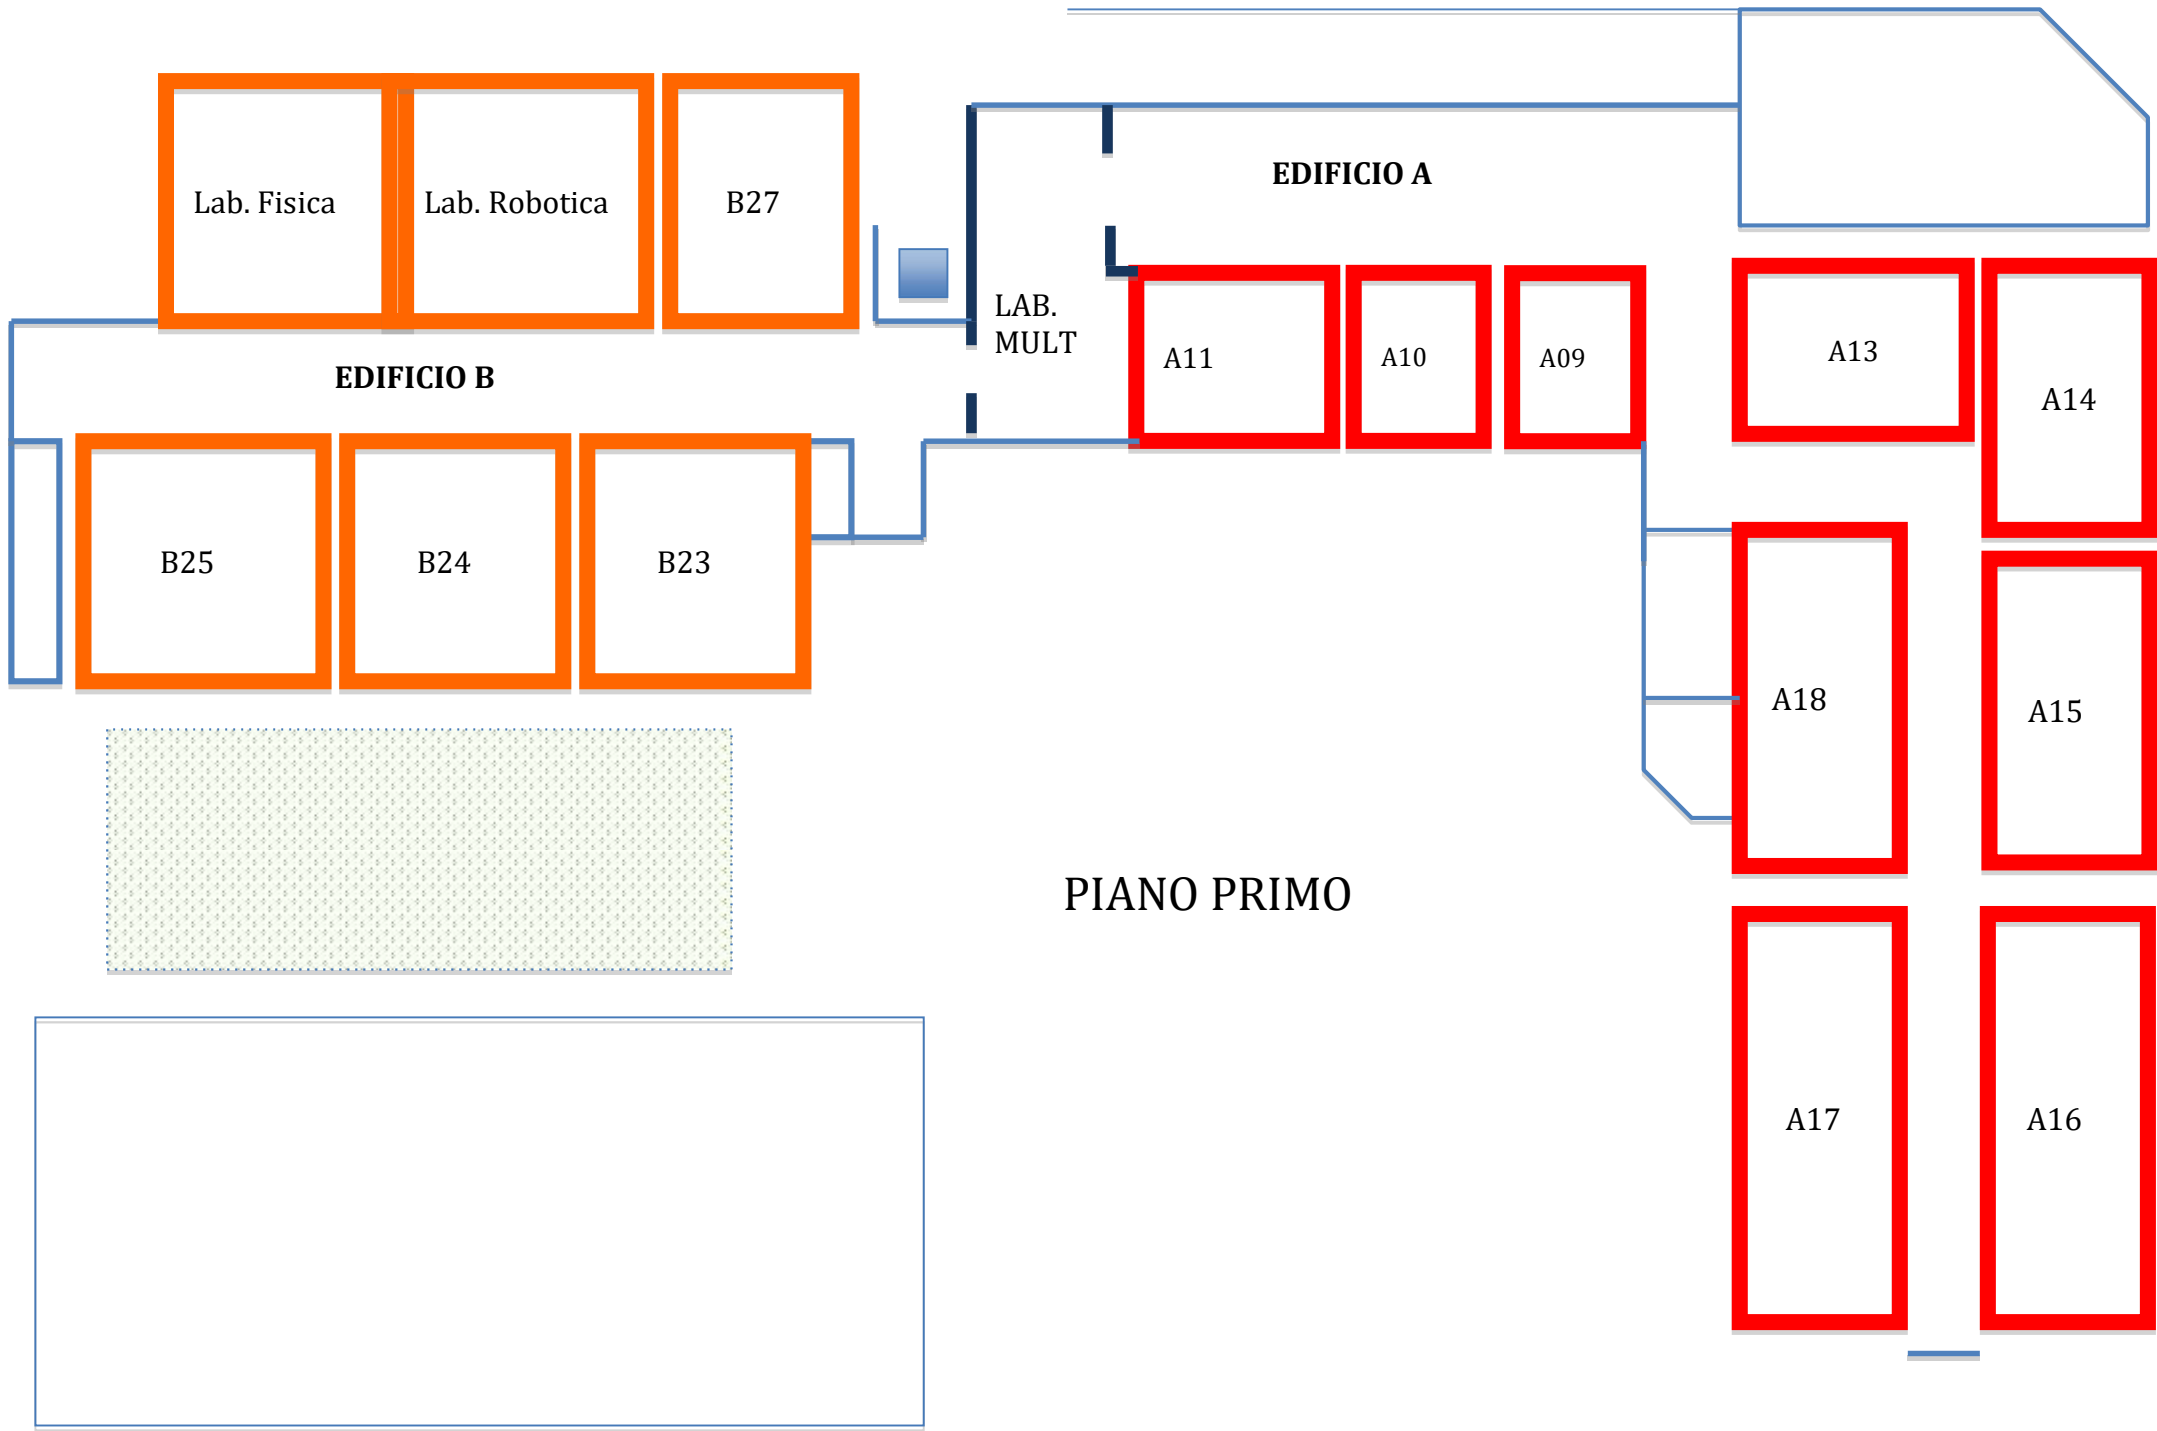 EDIFICIO A
Lab. Fisica
Lab. Robotica
B27
LAB.
MULT
A11
A10
A09
A13
A14
EDIFICIO B
B25
B24
B23
A18
A15
PIANO PRIMO
A17
A16